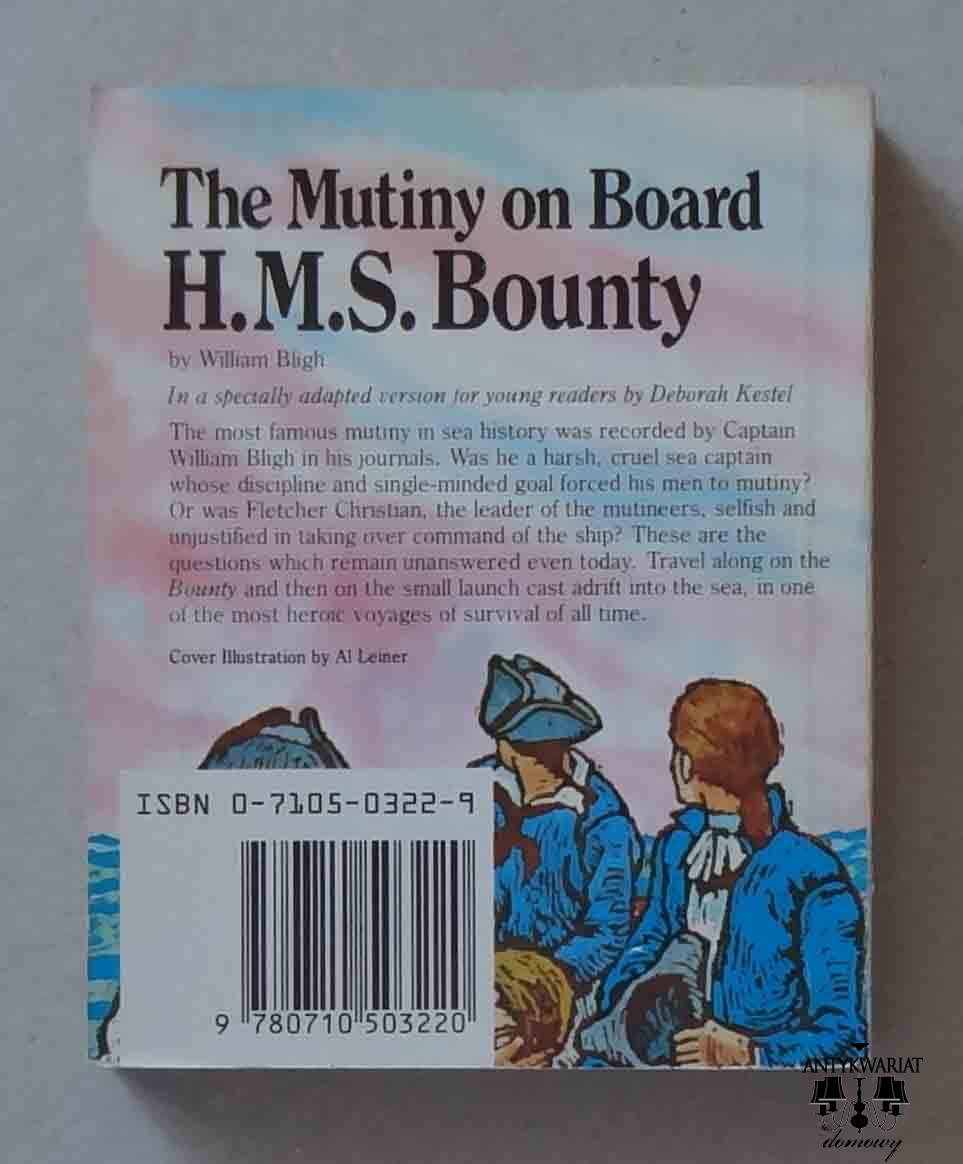 The Mutiny on Board
H.M.S. Bounty
by William Bligh
In a specially adapted version for young readers by Deborah Kestel
The most famous mutiny in sea history was recorded by Captain
William Bligh in his journals. Was he a harsh, cruel sea captain
whose discipline and single-minded goal forced his men to mutiny?
Or was Fletcher Christian, the leader of the mutineers, selfish and
unjustified in taking over command of the ship? These are the
questions which remain unanswered even today. Travel along on the
Bounty and then on the small launch cast adrift into the sea, in one
of the most heroic voyages of survival of all time.
Cover Illustration by Al Leiner
ISBN 0-7105-0322-9
9 780710 503220
ANTYKWARIAT
domowy